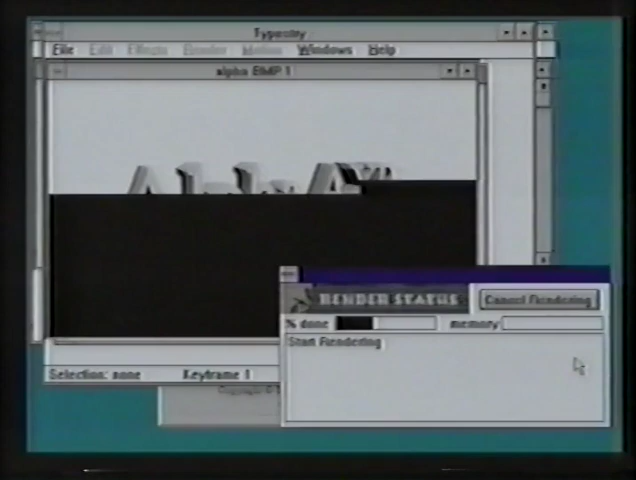 Typestry
File Edit Effects Render Motion Windows Help
alpha BMP 1
RENDER STATUS
Cancel Rendering
% done
memory
Start Rendering
Selection: none
Keyframe 1
Copyright ©